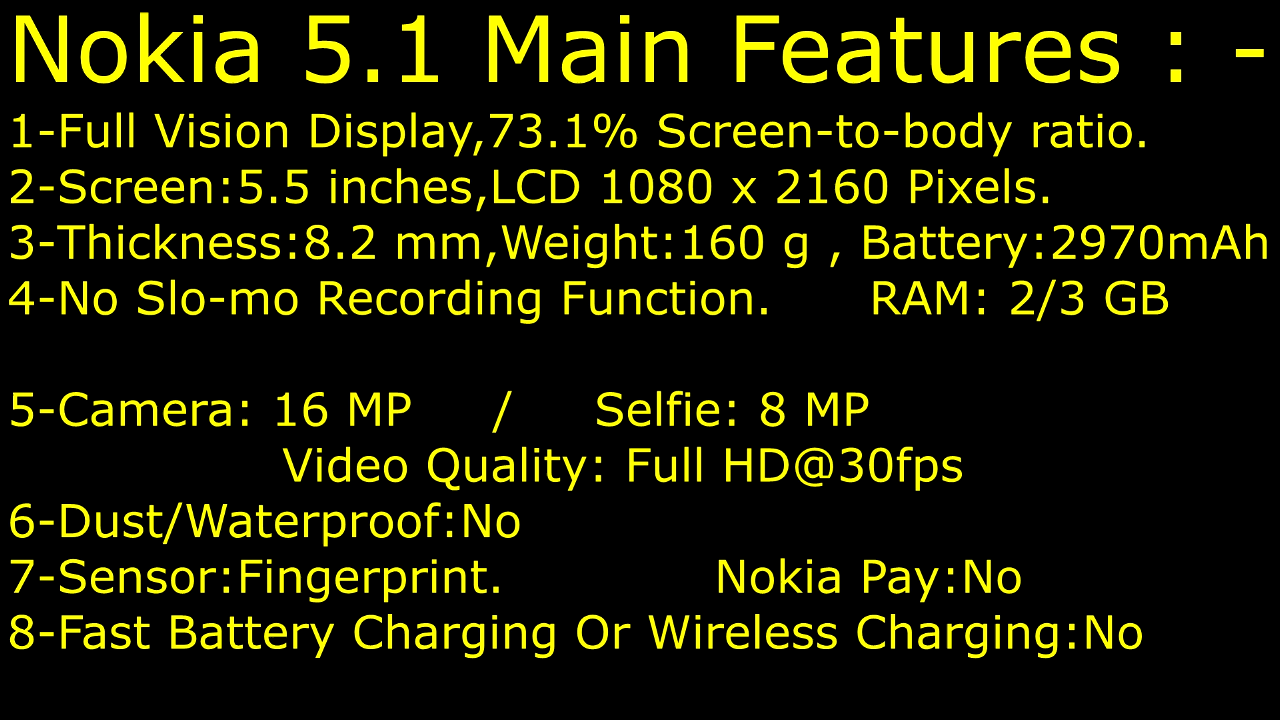 Nokia 5.1 Main Features : -
1-Full Vision Display,73.1% Screen-to-body ratio.
2-Screen:5.5 inches,LCD 1080 x 2160 Pixels.
3-Thickness:8.2 mm,Weight:160 g , Battery:2970mAh
4-No Slo-mo Recording Function. RAM: 2/3 GB
5-Camera: 16 MP / Selfie: 8 MP
Video Quality: Full HD@30fps
6-Dust/Waterproof:No
7-Sensor:Fingerprint. Nokia Pay:No
8-Fast Battery Charging Or Wireless Charging:No